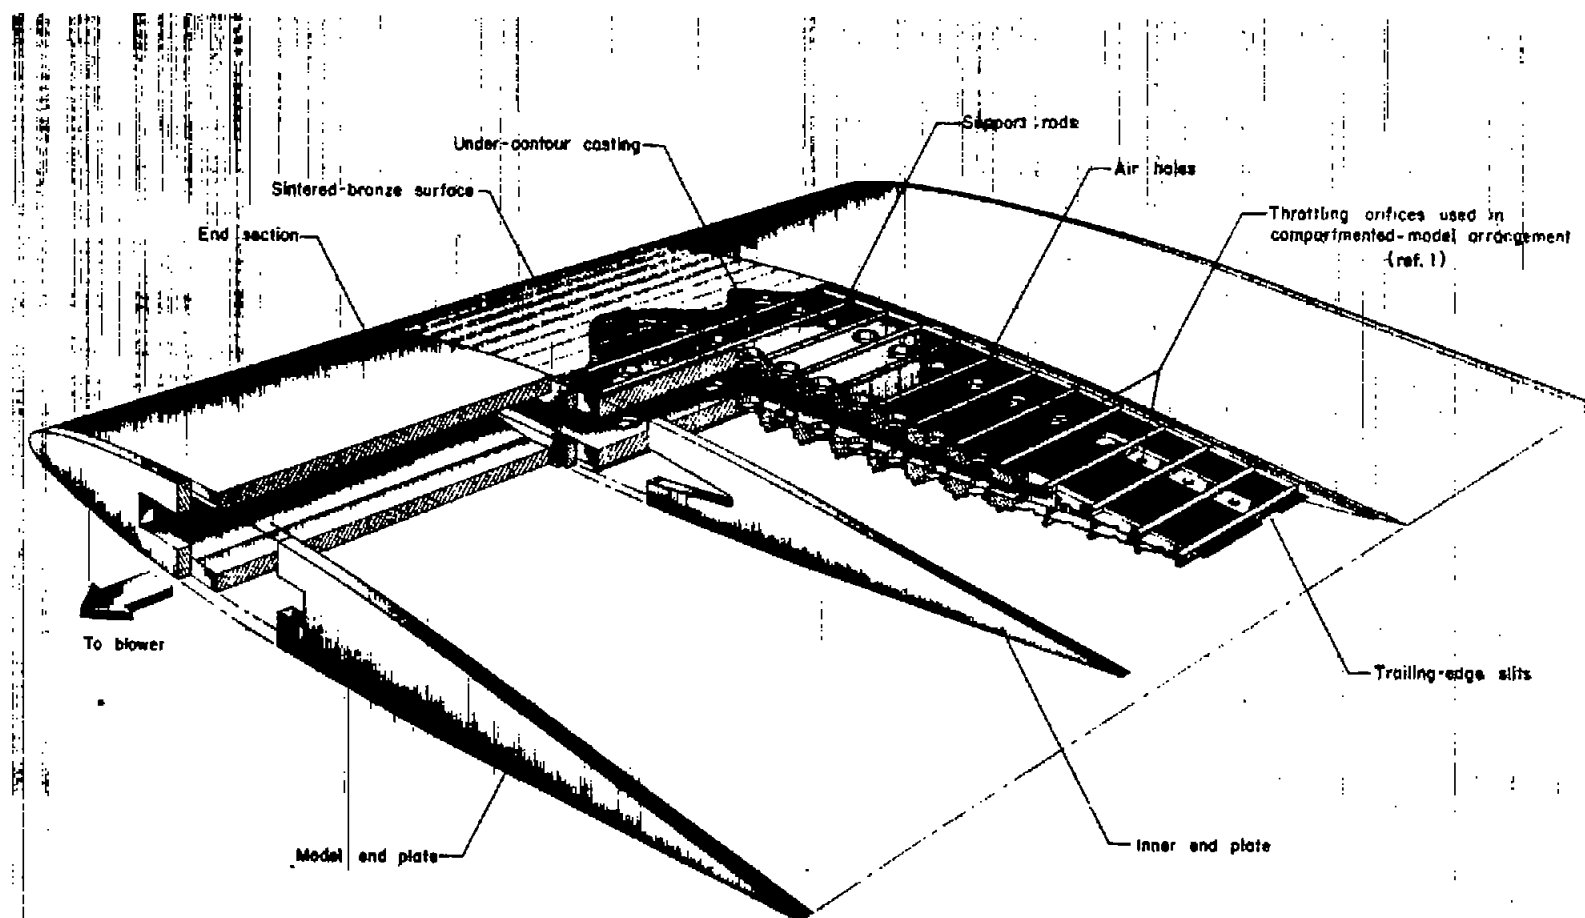 Support rods
Under-contour casting
Air holes
Sintered-bronze surface
Throttling orifices used in
compartmented-model arrangement
(ref. 1)
End section
To blower
Trailing-edge slits
Inner end plate
Model end plate